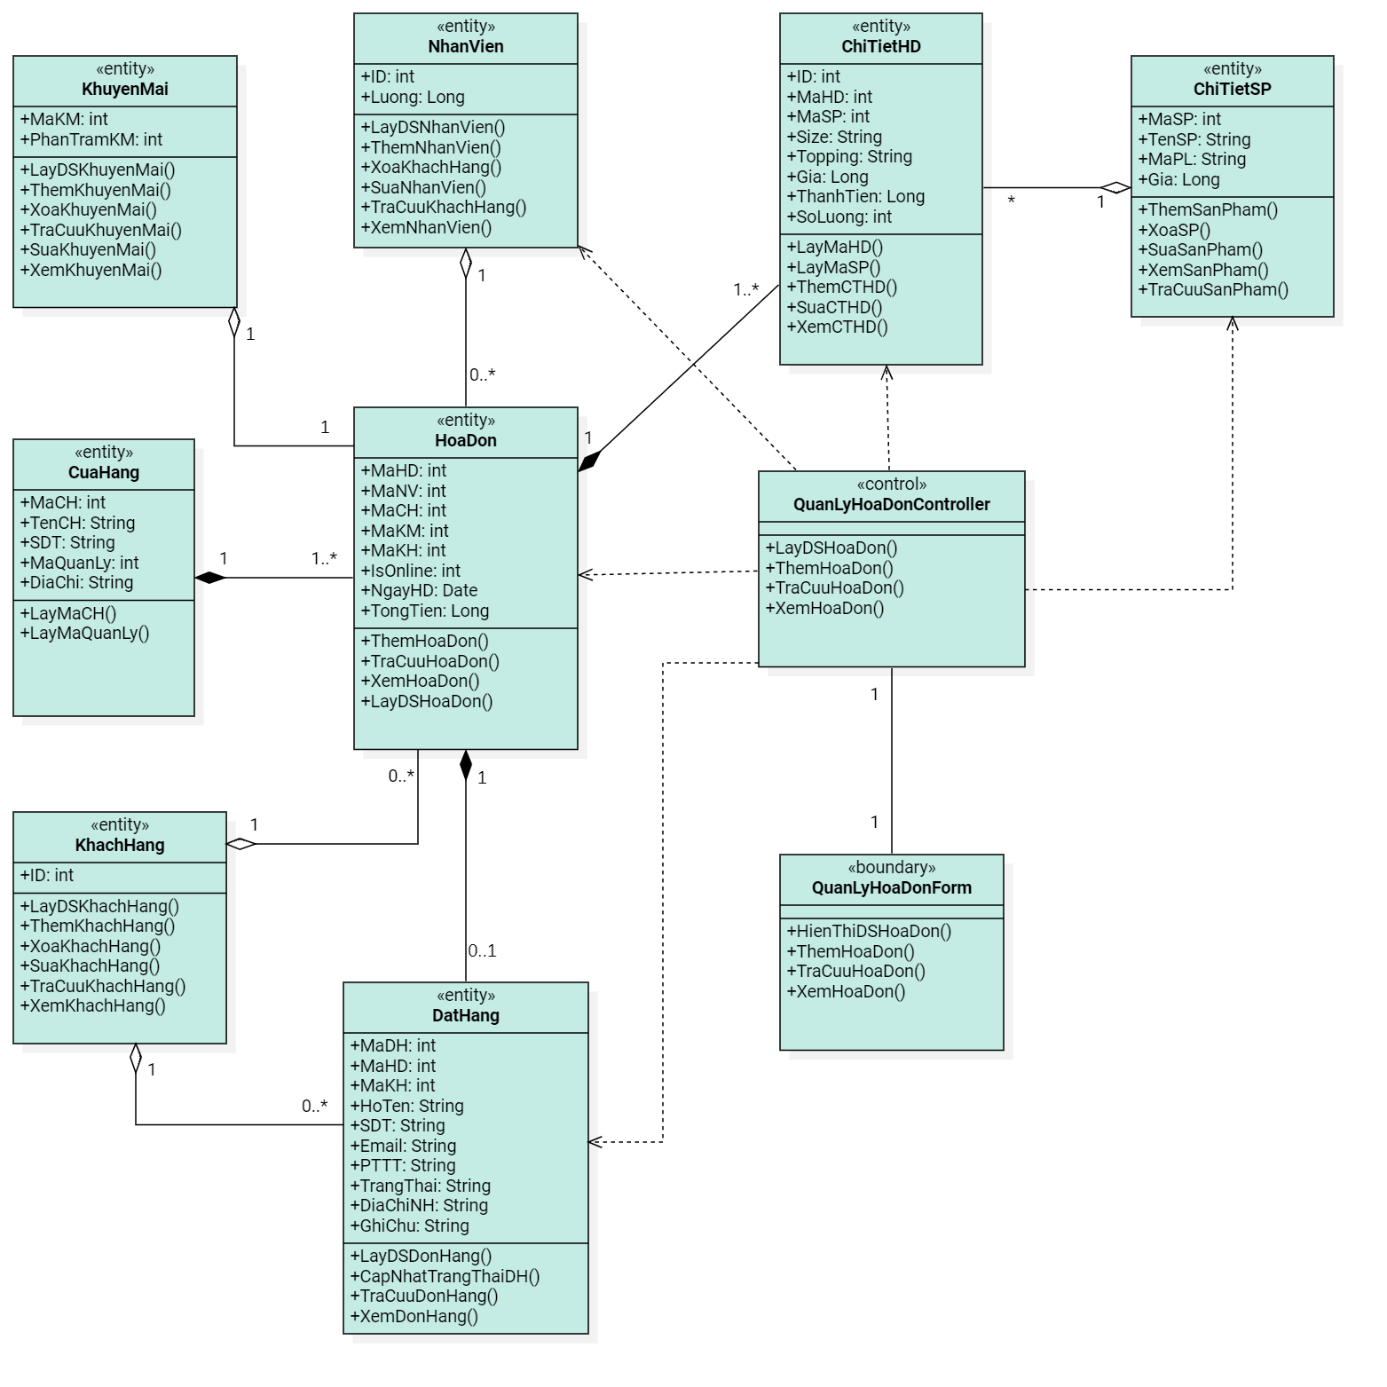 «entity»
KhuyenMai
+MaKM: int
+PhanTramKM: int
+LayDSKhuyenMai()
+ThemKhuyenMai()
+XoaKhuyenMai()
+TraCuuKhuyenMai()
+SuaKhuyenMai()
+XemKhuyenMai()
1
1
«entity»
NhanVien
+ID: int
+Luong: Long
+LayDSNhanVien()
+ThemNhanVien()
+XoaKhachHang()
+SuaNhanVien()
+TraCuuKhachHang()
+XemNhanVien()
1
0..*
«entity»
ChiTietHD
+ID: int
+MaHD: int
+MaSP: int
+Size: String
+Topping: String
+Gia: Long
+ThanhTien: Long
+SoLuong: int
+LayMaHD()
+LayMaSP()
+ThemCTHD()
+SuaCTHD()
+XemCTHD()
*
1
1..*
1
«entity»
ChiTietSP
+MaSP: int
+TenSP: String
+MaPL: String
+Gia: Long
+ThemSanPham()
+XoaSP()
+SuaSanPham()
+XemSanPham()
+TraCuuSanPham()
«entity»
CuaHang
+MaCH: int
+TenCH: String
+SDT: String
+MaQuanLy: int
+DiaChi: String
+LayMaCH()
+LayMaQuanLy()
1
1..*
«entity»
HoaDon
+MaHD: int
+MaNV: int
+MaCH: int
+MaKM: int
+MaKH: int
+IsOnline: int
+NgayHD: Date
+TongTien: Long
+ThemHoaDon()
+TraCuuHoaDon()
+XemHoaDon()
+LayDSHoaDon()
0..*
1
1
0..1
«control»
QuanLyHoaDonController
+LayDSHoaDon()
+ThemHoaDon()
+TraCuuHoaDon()
+XemHoaDon()
1
1
«entity»
KhachHang
+ID: int
+LayDSKhachHang()
+ThemKhachHang()
+XoaKhachHang()
+SuaKhachHang()
+TraCuuKhachHang()
+XemKhachHang()
1
0..*
«entity»
DatHang
+MaDH: int
+MaHD: int
+MaKH: int
+HoTen: String
+SDT: String
+Email: String
+PTTT: String
+TrangThai: String
+DiaChiNH: String
+GhiChu: String
+LayDSDonHang()
+CapNhatTrangThaiDH()
+TraCuuDonHang()
+XemDonHang()
«boundary»
QuanLyHoaDonForm
+HienThiDSHoaDon()
+ThemHoaDon()
+TraCuuHoaDon()
+XemHoaDon()